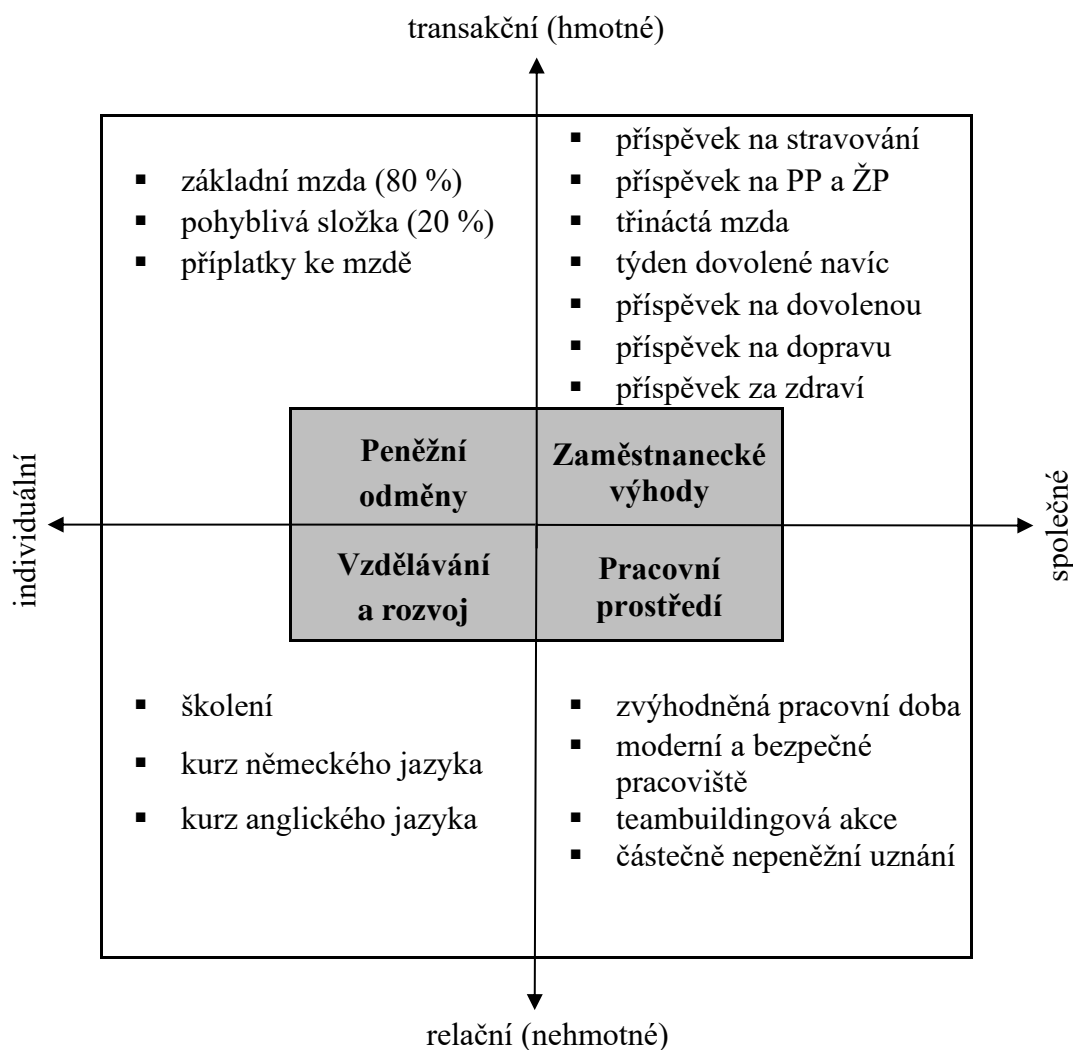 transakční (hmotné)
▪ základní mzda (80 %)
▪ pohyblivá složka (20 %)
▪ příplatky ke mzdě
▪ příspěvek na stravování
▪ příspěvek na PP a ŽP
▪ třináctá mzda
▪ týden dovolené navíc
▪ příspěvek na dovolenou
▪ příspěvek na dopravu
▪ příspěvek za zdraví
individuální
Peněžní
odměny
Zaměstnanecké
výhody
Vzdělávání
a rozvoj
Pracovní
prostředí
společné
▪ školení
▪ kurz německého jazyka
▪ kurz anglického jazyka
▪ zvýhodněná pracovní doba
▪ moderní a bezpečné
pracoviště
▪ teambuildingová akce
▪ částečně nepeněžní uznání
relační (nehmotné)